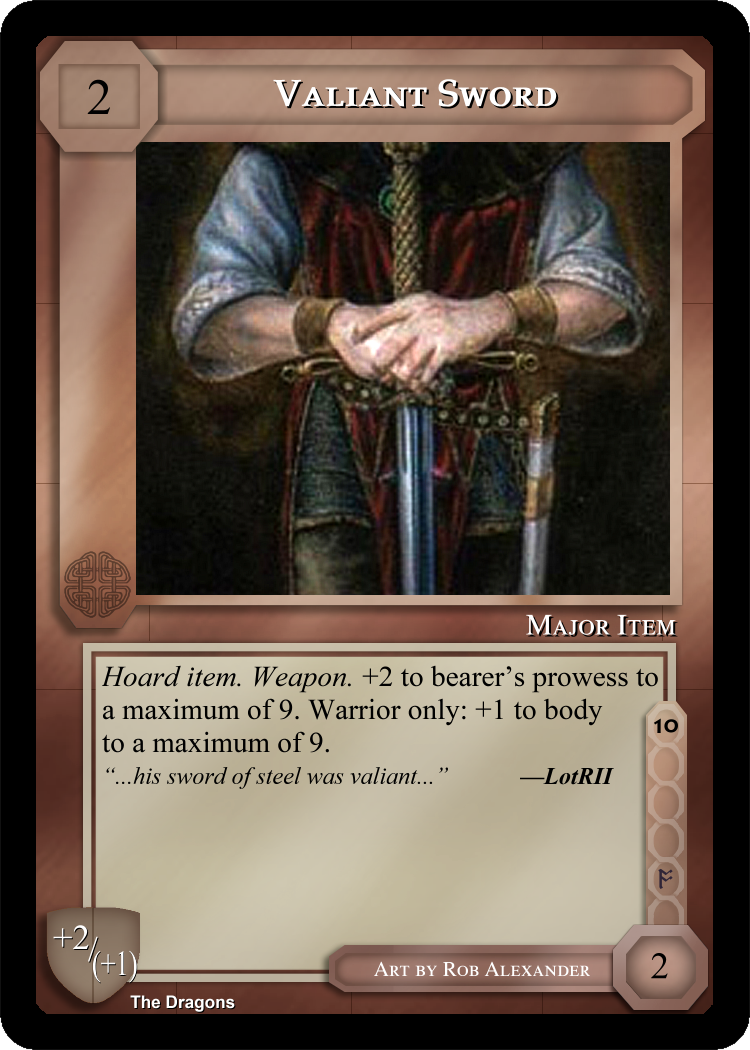 2
Valiant Sword
Major Item
Hoard item. Weapon. +2 to bearer’s prowess to
a maximum of 9. Warrior only: +1 to body
to a maximum of 9.
“...his sword of steel was valiant...” —LotRII
10
ᚩ
+2/(+1)
Art by Rob Alexander
2
The Dragons